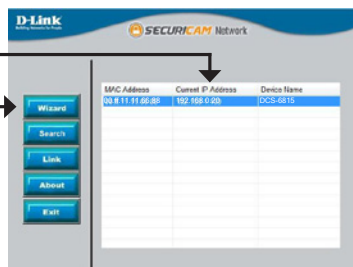 D-Link
Building Networks for People
SECURICAM Network
MAC Address Current IP Address Device Name
192.168.0.20 DCS-6815
Wizard
Search
Link
About
Exit